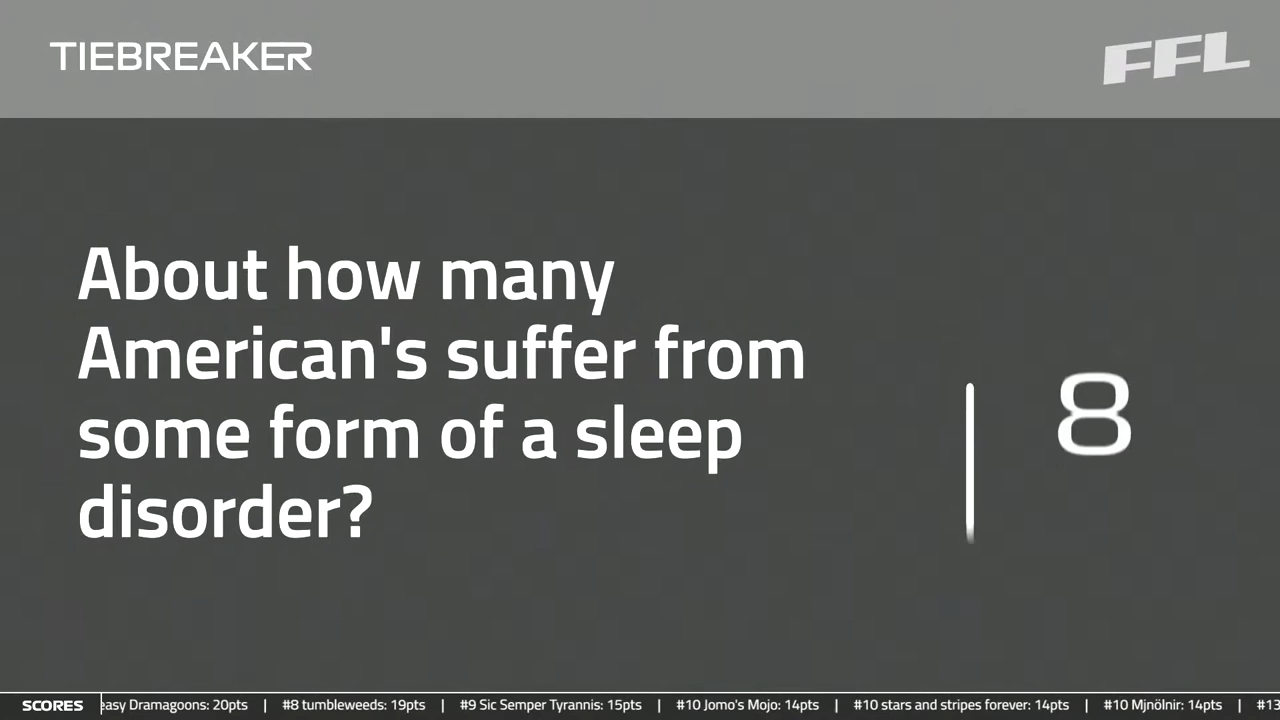 TIEBREAKER
FFL
About how many
American's suffer from
some form of a sleep
disorder?
8
SCORES easy Dramagoons: 20pts | #8 tumbleweeds: 19pts | #9 Sic Semper Tyrannis: 15pts | #10 Jomo's Mojo: 14pts | #10 stars and stripes forever: 14pts | #10 Mjnölnir: 14pts | #13